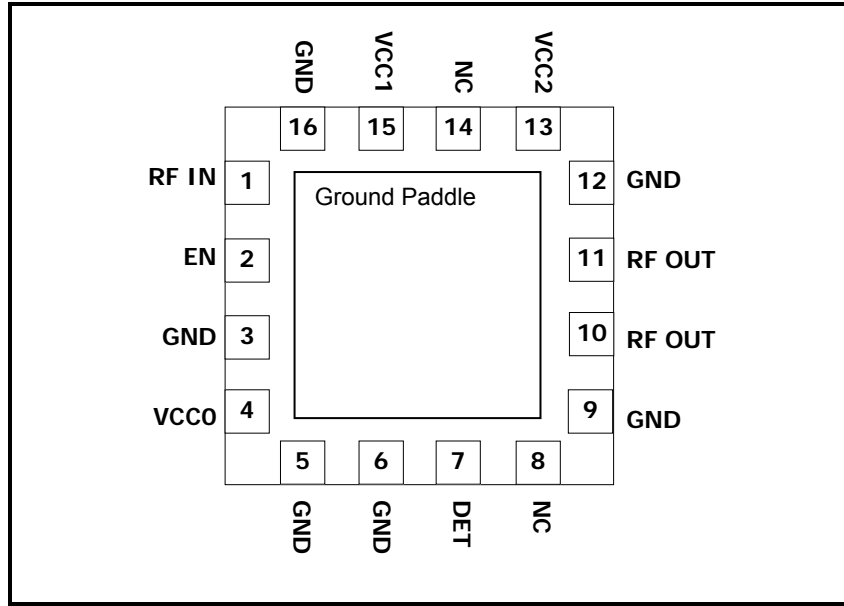 GND
VCC1
NC
VCC2
16
15
14
13
RF IN
1
12
GND
Ground Paddle
EN
2
11
RF OUT
GND
3
10
RF OUT
VCC0
4
9
GND
5
6
7
8
GND
GND
DET
NC